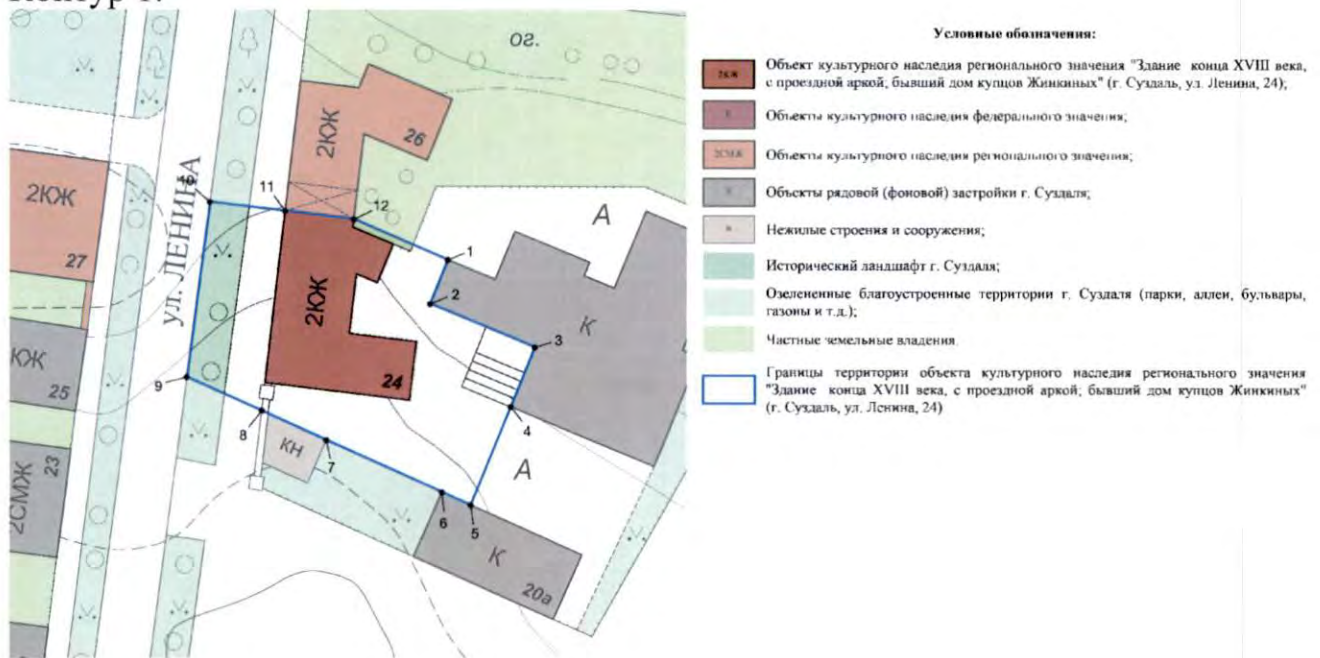 ог.
2КЖ
26
ул. ЛЕНИНА
11
12
А
2КЖ
27
1
2
К
2КЖ
3
КЖ
25
24
9
4
8
КН
7
А
23
2СМЖ
6
5
К
20а
Условные обозначения:
2КЖ
Объект культурного наследия регионального значения "Здание конца XVIII века,
с проездной аркой; бывший дом купцов Жинкиных" (г. Суздаль, ул. Ленина, 24);
К
Объекты культурного наследия федерального значения;
2СМЖ
Объекты культурного наследия регионального значения;
К
Объекты рядовой (фоновой) застройки г. Суздаля;
Нежилые строения и сооружения;
Исторический ландшафт г. Суздаля;
Озелененные благоустроенные территории г. Суздаля (парки, аллеи, бульвары,
газоны и т.д.);
Частные земельные владения.
Границы территории объекта культурного наследия регионального значения
"Здание конца XVIII века, с проездной аркой; бывший дом купцов Жинкиных"
(г. Суздаль, ул. Ленина, 24)